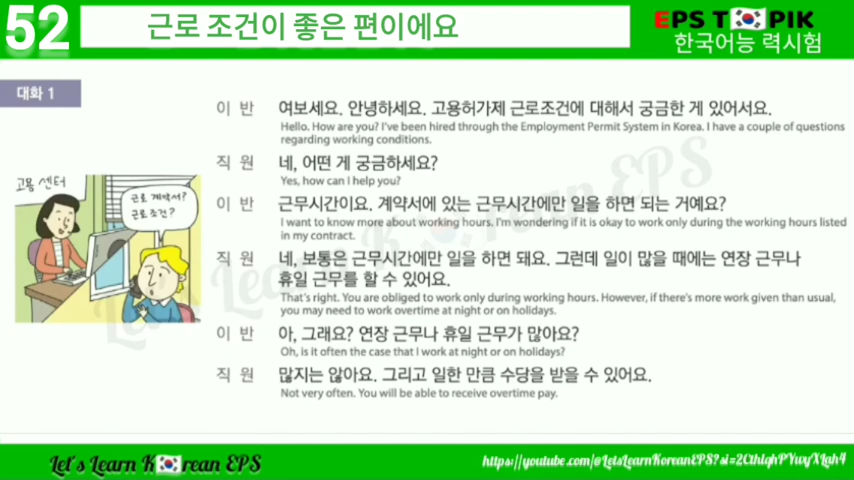 52 근로 조건이 좋은 편이에요
EPS TOPIK
한국어능 력시험
대화 1
이 반 여보세요. 안녕하세요. 고용허가제 근로조건에 대해서 궁금한 게 있어서요.
Hello. How are you? I've been hired through the Employment Permit System in Korea. I have a couple of questions
regarding working conditions.
직 원 네, 어떤 게 궁금하세요?
Yes, how can I help you?
이 반 근무시간이요. 계약서에 있는 근무시간에만 일을 하면 되는 거예요?
I want to know more about working hours. I'm wondering if it is okay to work only during the working hours listed
in my contract.
직 원 네, 보통은 근무시간에만 일을 하면 돼요. 그런데 일이 많을 때에는 연장 근무나
휴일 근무를 할 수 있어요.
That's right. You are obliged to work only during working hours. However, if there's more work given than usual,
you may need to work overtime at night or on holidays.
이 반 아, 그래요? 연장 근무나 휴일 근무가 많아요?
Oh, is it often the case that I work at night or on holidays?
직 원 많지는 않아요. 그리고 일한 만큼 수당을 받을 수 있어요.
Not very often. You will be able to receive overtime pay.
고용 센터
근로 계약서?
근로 조건?
Let's Learn Korean EPS
Let's Learn Korean EPS